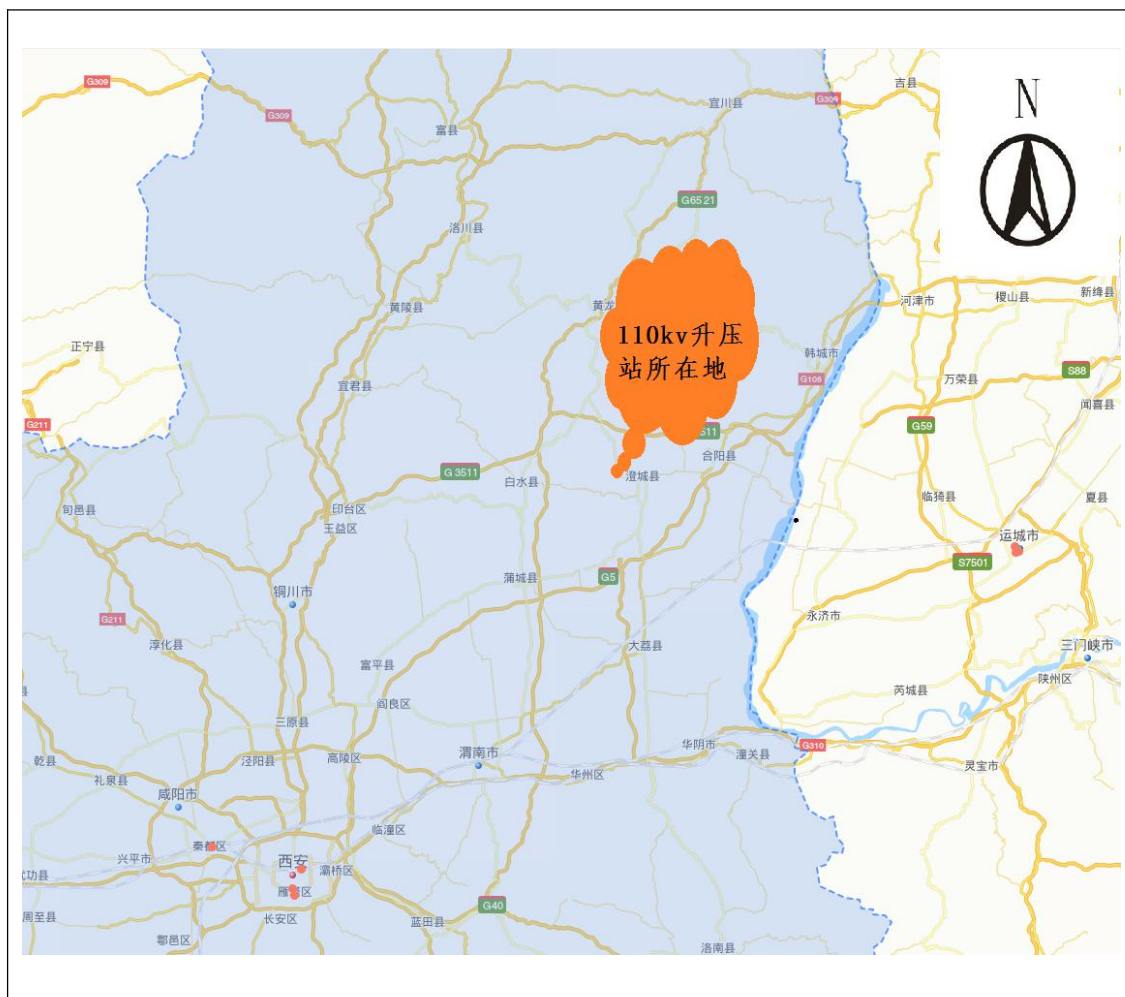 G309
G309
宜川县
G309
吉县
N
富县
G6521
洛川县
黄陵县
黄龙
河津市
稷山县
新绛县
110kv升压
站所在地
正宁县
韩城市
宜君县
G108
万荣县
S88
闻喜县
G211
G59
511
合阳县
G3511
白水县
澄城县
临猗县
夏县
旬邑县
印台区
王益区
运城市
S7501
蒲城县
G5
铜川市
G211
永济市
淳化县
大荔县
三门峡市
富平县
陕州区
阎良区
芮城县
三原县
渭南市
华阴市
潼关县
G310
乾县
泾阳县
高陵区
华州区
灵宝市
礼泉县
咸阳市
临潼区
秦都区
兴平市
西安
灞桥区
武功县
雁塔区
G40
周至县
长安区
蓝田县
鄠邑区
洛南县